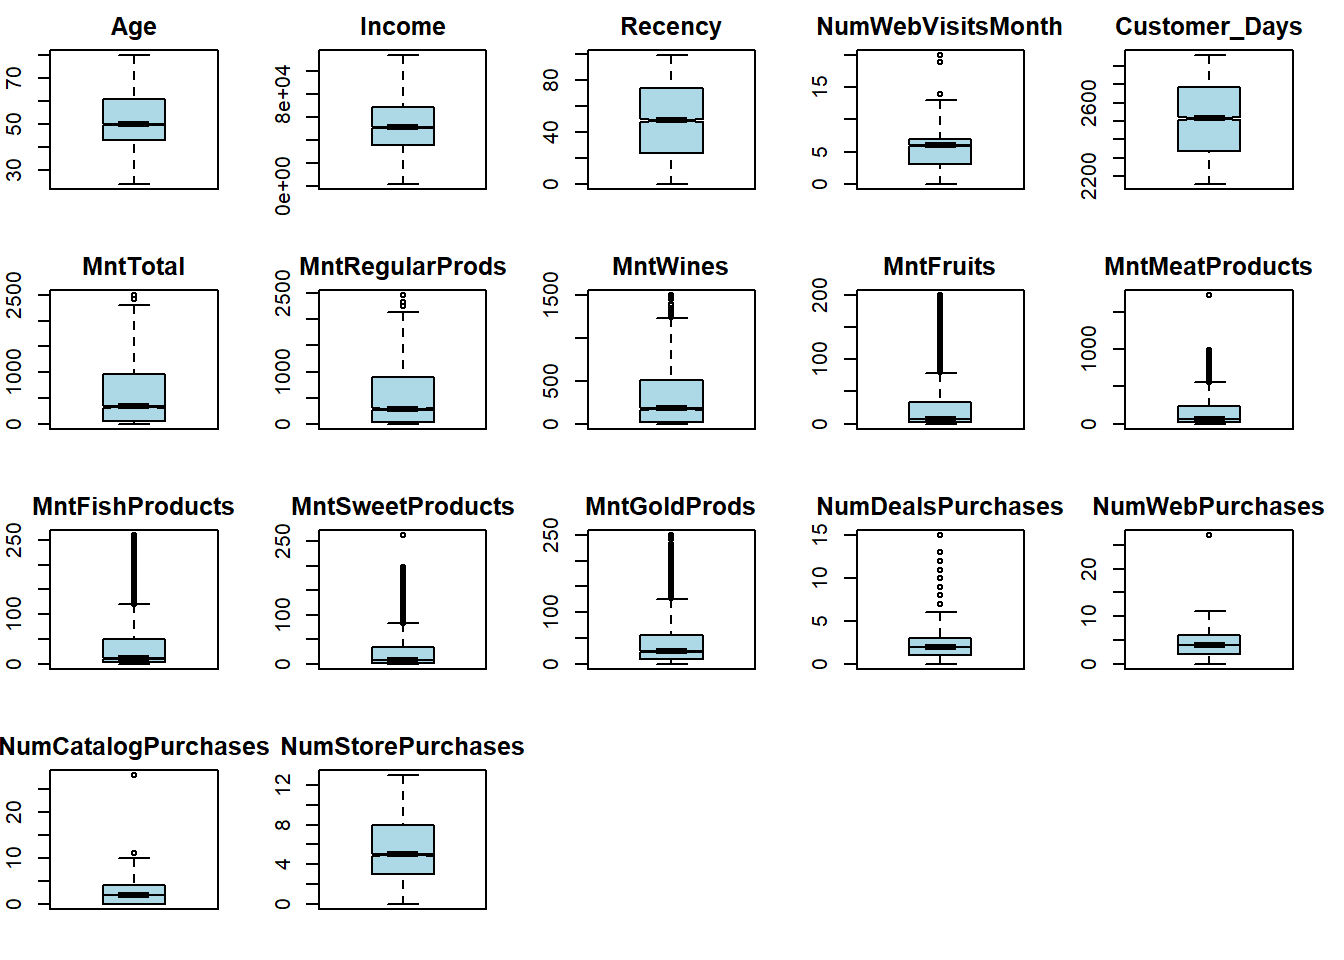 Age Income Recency NumWebVisitsMonth Customer_Days
30 50 70
0e+00 8e+04
0 40 80
0 5 15
2200 2600
MntTotal MntRegularProds MntWines MntFruits MntMeatProducts
0 1000 2500
0 1000 2500
0 500 1500
0 100 200
0 1000
MntFishProducts MntSweetProducts MntGoldProds NumDealsPurchases NumWebPurchases
0 100 250
0 100 250
0 100 250
0 5 10 15
0 10 20
NumCatalogPurchases NumStorePurchases
0 10 20
0 4 8 12